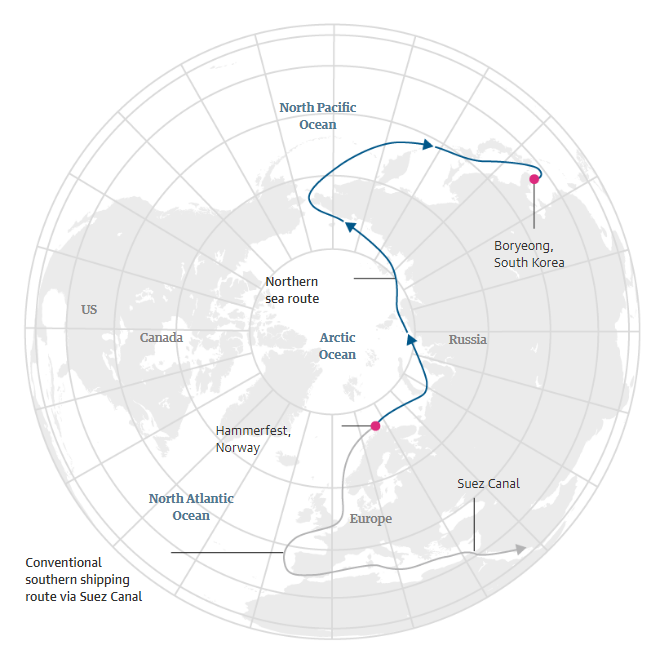 North Pacific
Ocean
Boryeong,
South Korea
Northern
sea route
US
Canada
Arctic
Ocean
Russia
Hammerfest,
Norway
Suez Canal
North Atlantic
Ocean
Europe
Conventional
southern shipping
route via Suez Canal